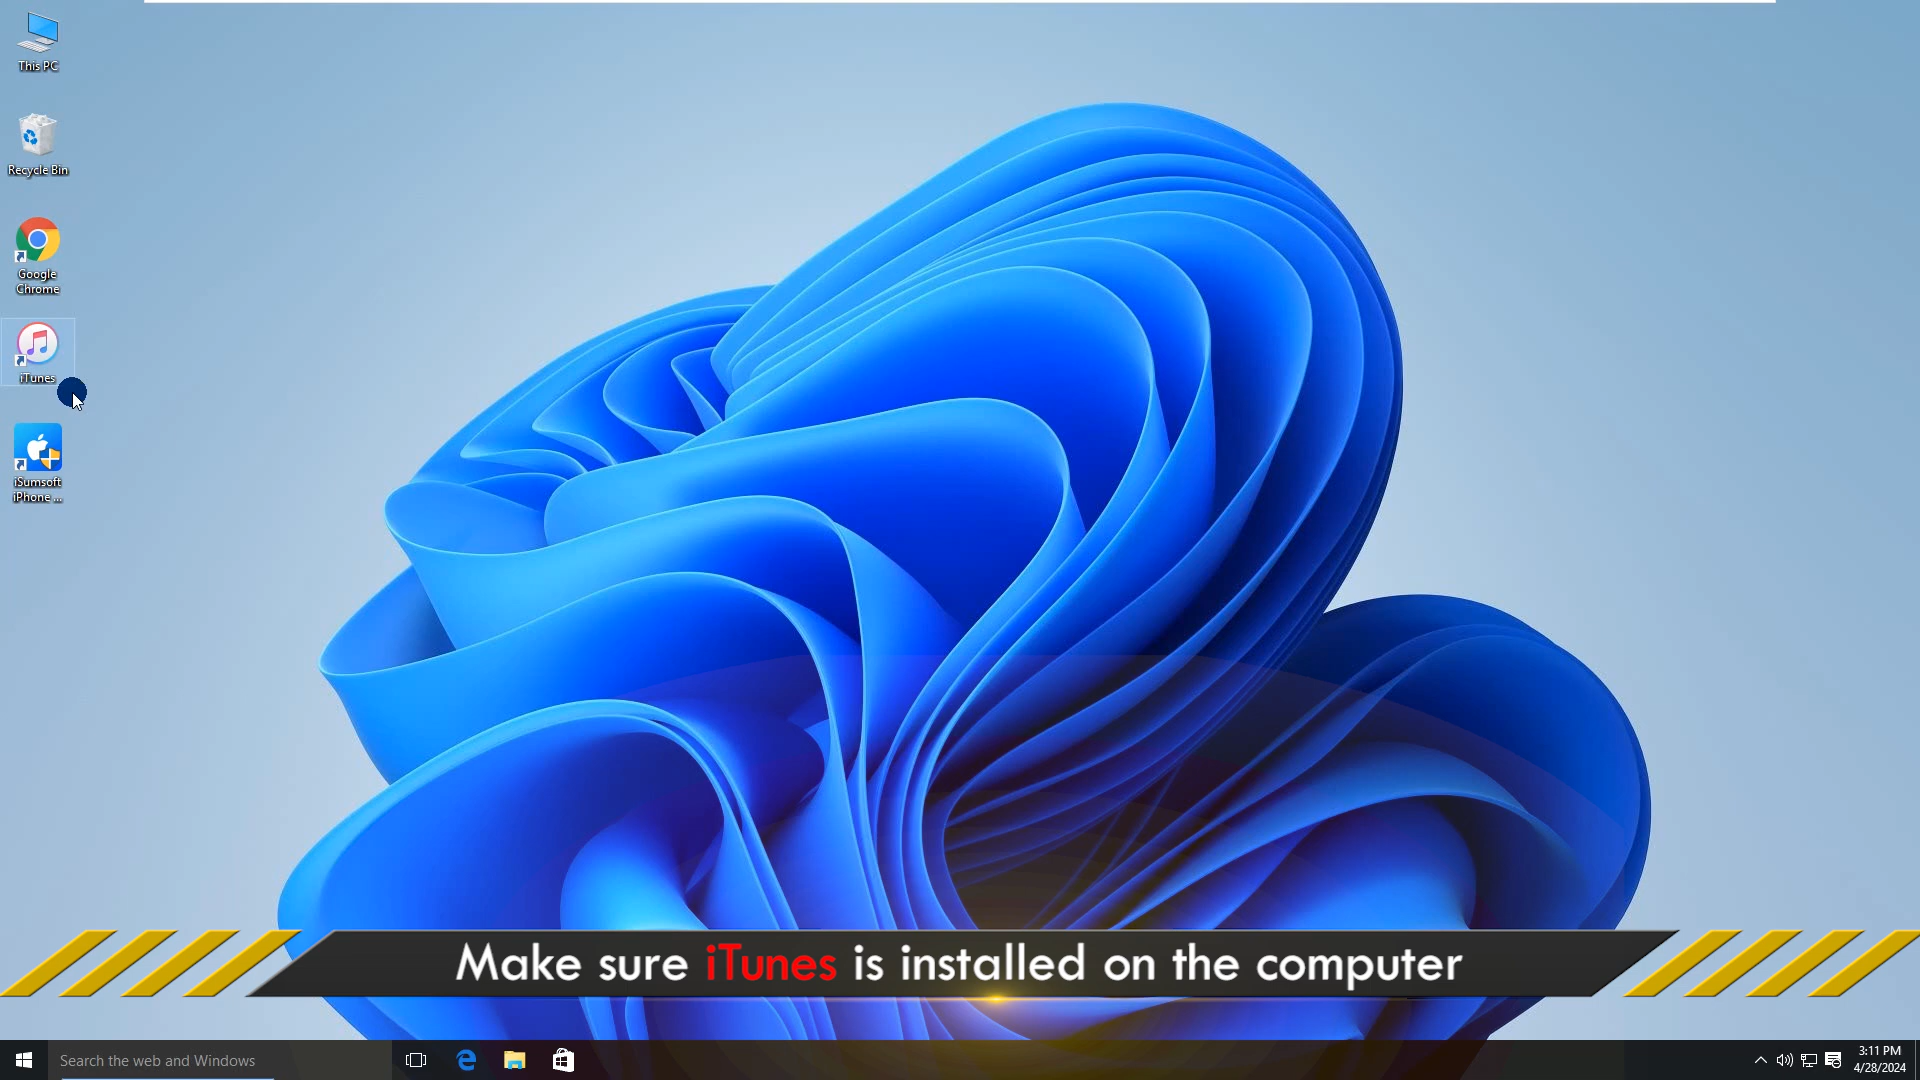 This PC
Recycle Bin
Google
Chrome
iTunes
iSumsoft
iPhone ...
Make sure iTunes is installed on the computer
Search the web and Windows
3:11 PM
4/28/2024